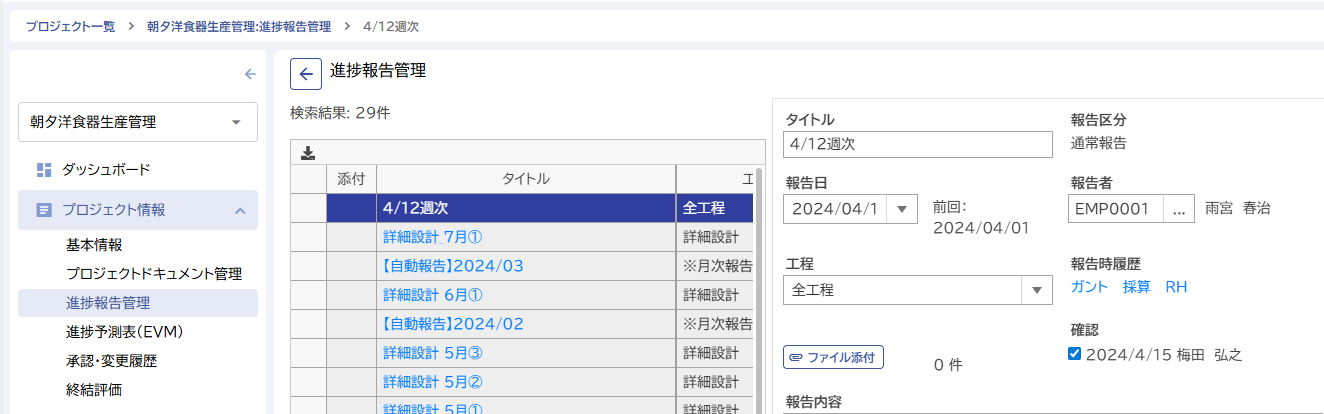 プロジェクト一覧 > 朝夕洋食器生産管理:進捗報告管理 > 4/12週次
朝夕洋食器生産管理
ダッシュボード
プロジェクト情報
基本情報
プロジェクトドキュメント管理
進捗報告管理
進捗予測表(EVM)
承認・変更履歴
終結評価
進捗報告管理
検索結果: 29件
添付 タイトル 工
4/12週次 全工程
詳細設計_7月① 詳細設計
【自動報告】2024/03 ※月次報告
詳細設計 6月① 詳細設計
【自動報告】2024/02 ※月次報告
詳細設計 5月③ 詳細設計
詳細設計 5月② 詳細設計
詳細設計 5月① 詳細設計
タイトル
4/12週次
報告区分
通常報告
報告日
2024/04/1
前回:
2024/04/01
報告者
EMP0001 ... 雨宮 春治
工程
全工程
報告時履歴
ガント 採算 RH
確認
2024/4/15 梅田 弘之
ファイル添付
0 件
報告内容